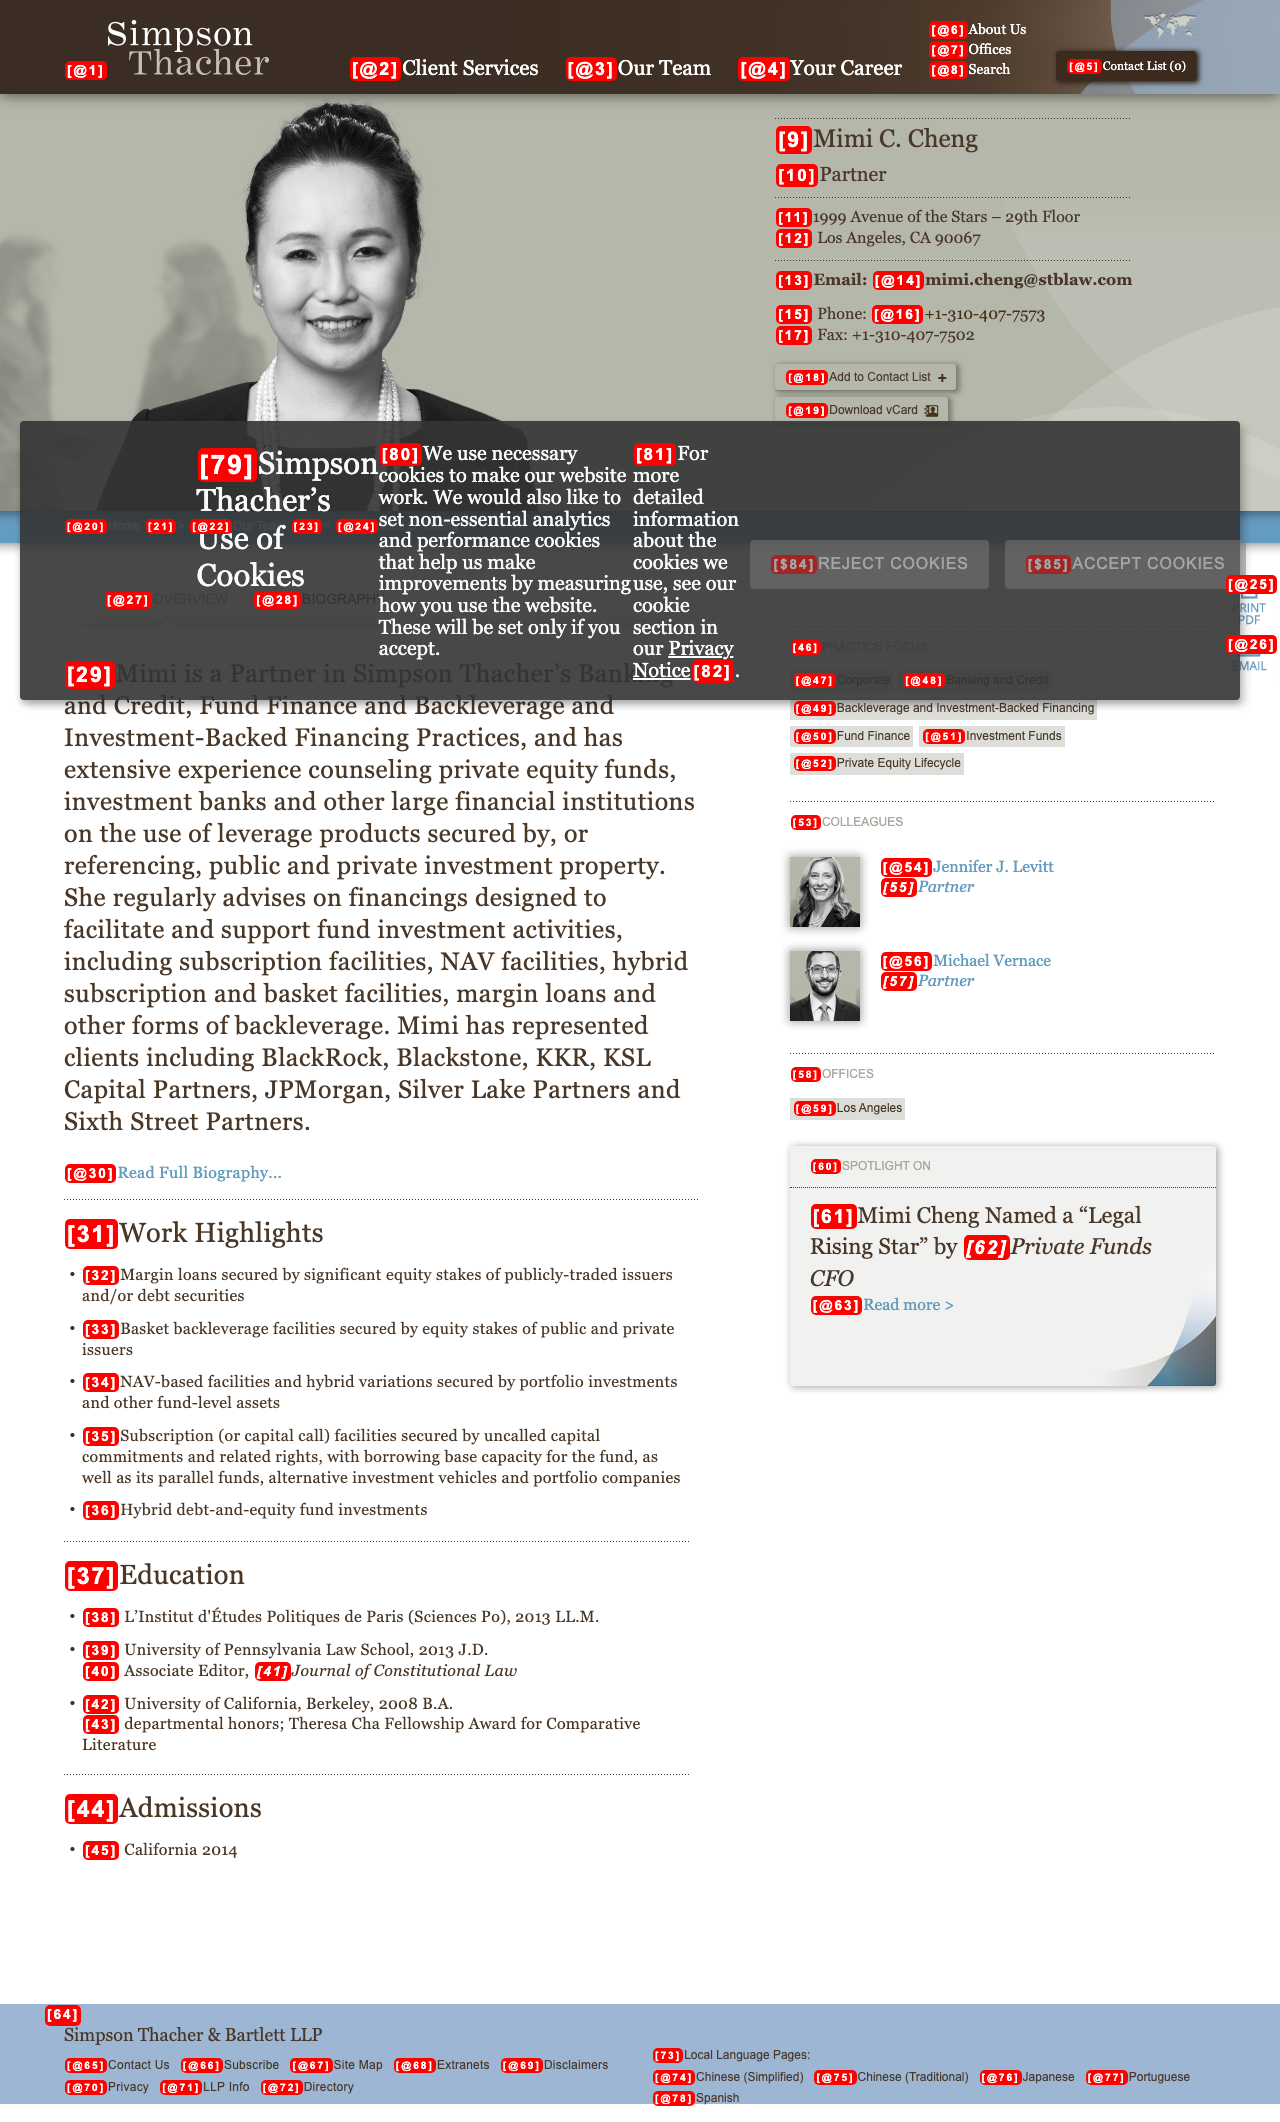 Simpson
Thacher
[@1]
[@2]Client Services
[@3]Our Team
[@4]Your Career
[@6]About Us
[@7]Offices
[@8]Search
[@5]Contact List (0)
[9]Mimi C. Cheng
[10]Partner
[11]1999 Avenue of the Stars – 29th Floor
[12] Los Angeles, CA 90067
[13]Email: [@14]mimi.cheng@stblaw.com
[15] Phone: [@16]+1-310-407-7573
[17] Fax: +1-310-407-7502
[@18]Add to Contact List +
[@19]Download vCard
[79]Simpson
Thacher's
Use of
Cookies
[80]We use necessary
cookies to make our website
work. We would also like to
set non-essential analytics
and performance cookies
that help us make
improvements by measuring
how you use the website.
These will be set only if you
accept.
[81]For
more
detailed
information
about the
cookies we
use, see our
cookie
section in
our Privacy
Notice[82].
[$84]REJECT COOKIES
[$85]ACCEPT COOKIES
[@20]Home [21]> [@22]Our Team [23]> [@24]
[@25]
PRINT
PDF
[@26]
EMAIL
[@27]OVERVIEW
[@28]BIOGRAPHY
[29]Mimi is a Partner in Simpson Thacher's Banking
and Credit, Fund Finance and Backleverage and
Investment-Backed Financing Practices, and has
extensive experience counseling private equity funds,
investment banks and other large financial institutions
on the use of leverage products secured by, or
referencing, public and private investment property.
She regularly advises on financings designed to
facilitate and support fund investment activities,
including subscription facilities, NAV facilities, hybrid
subscription and basket facilities, margin loans and
other forms of backleverage. Mimi has represented
clients including BlackRock, Blackstone, KKR, KSL
Capital Partners, JPMorgan, Silver Lake Partners and
Sixth Street Partners.
[@30]Read Full Biography...
[31]Work Highlights
• [32]Margin loans secured by significant equity stakes of publicly-traded issuers
and/or debt securities
• [33]Basket backleverage facilities secured by equity stakes of public and private
issuers
• [34]NAV-based facilities and hybrid variations secured by portfolio investments
and other fund-level assets
• [35]Subscription (or capital call) facilities secured by uncalled capital
commitments and related rights, with borrowing base capacity for the fund, as
well as its parallel funds, alternative investment vehicles and portfolio companies
• [36]Hybrid debt-and-equity fund investments
[37]Education
• [38] L'Institut d'Études Politiques de Paris (Sciences Po), 2013 LL.M.
• [39] University of Pennsylvania Law School, 2013 J.D.
[40] Associate Editor, [41]Journal of Constitutional Law
• [42] University of California, Berkeley, 2008 B.A.
[43] departmental honors; Theresa Cha Fellowship Award for Comparative
Literature
[44]Admissions
• [45] California 2014
[46]PRACTICE FOCUS
[@47]Corporate [@48]Banking and Credit
[@49]Backleverage and Investment-Backed Financing
[@50]Fund Finance [@51]Investment Funds
[@52]Private Equity Lifecycle
[53]COLLEAGUES
[@54]Jennifer J. Levitt
[55]Partner
[@56]Michael Vernace
[57]Partner
[58]OFFICES
[@59]Los Angeles
[60]SPOTLIGHT ON
[61]Mimi Cheng Named a “Legal
Rising Star” by [62]Private Funds
CFO
[@63]Read more >
[64]
Simpson Thacher & Bartlett LLP
[@65]Contact Us [@66]Subscribe [@67]Site Map [@68]Extranets [@69]Disclaimers
[@70]Privacy [@71]LLP Info [@72]Directory
[73]Local Language Pages:
[@74]Chinese (Simplified) [@75]Chinese (Traditional) [@76]Japanese [@77]Portuguese
[@78]Spanish